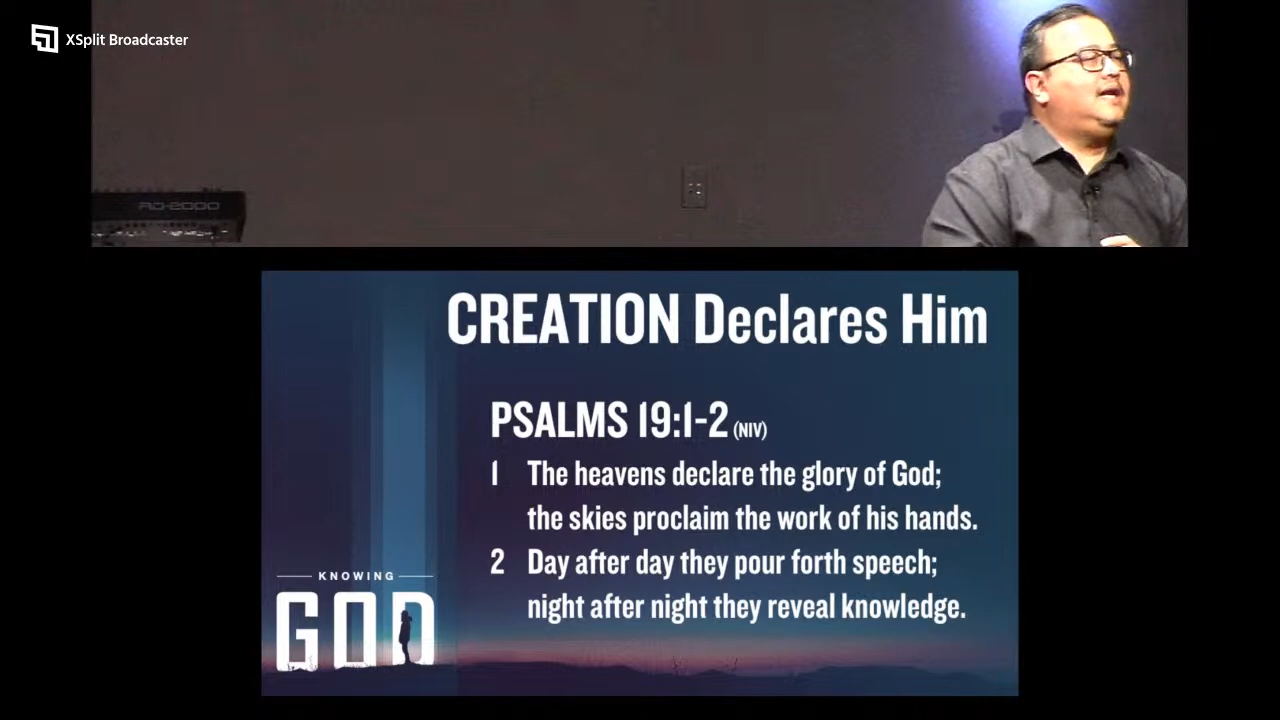 XSplit Broadcaster
RD-2000
CREATION Declares Him
PSALMS 19:1-2 (NIV)
1 The heavens declare the glory of God;
the skies proclaim the work of his hands.
2 Day after day they pour forth speech;
night after night they reveal knowledge.
KNOWING
GOD